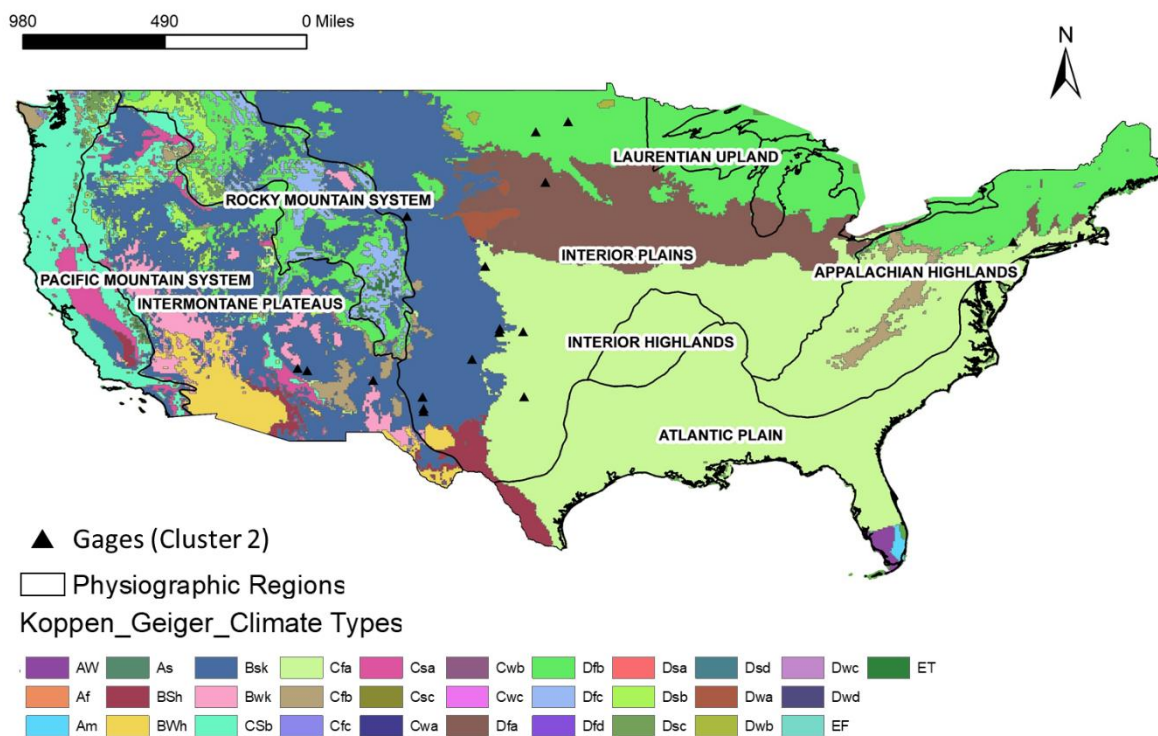 980 490 0 Miles
N
LAURENTIAN UPLAND
ROCKY MOUNTAIN SYSTEM
INTERIOR PLAINS
APPALACHIAN HIGHLANDS
PACIFIC MOUNTAIN SYSTEM
INTERMONTANE PLATEAUS
INTERIOR HIGHLANDS
ATLANTIC PLAIN
Gages (Cluster 2)
Physiographic Regions
Koppen_Geiger_Climate Types
AW As Bsk Cfa Csa Cwb Dfb Dsa Dsd Dwc ET
Af BSh Bwk Cfb Csc Cwc Dfc Dsb Dwa Dwd
Am BWh CSb Cfc Cwa Dfa Dfd Dsc Dwb EF